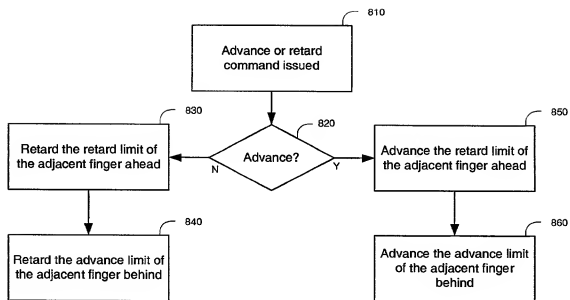 810
Advance or retard
command issued
820
Advance?
N
Y
830
Retard the retard limit of
the adjacent finger ahead
840
Retard the advance limit of
the adjacent finger behind
850
Advance the retard limit of
the adjacent finger ahead
860
Advance the advance limit
of the adjacent finger
behind